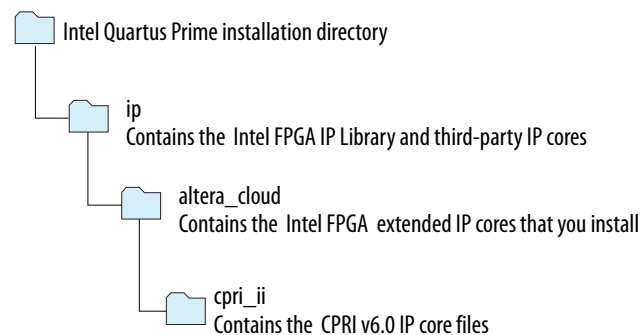 Intel Quartus Prime installation directory
ip
Contains the Intel FPGA IP Library and third-party IP cores
altera_cloud
Contains the Intel FPGA extended IP cores that you install
cpri_ii
Contains the CPRI v6.0 IP core files